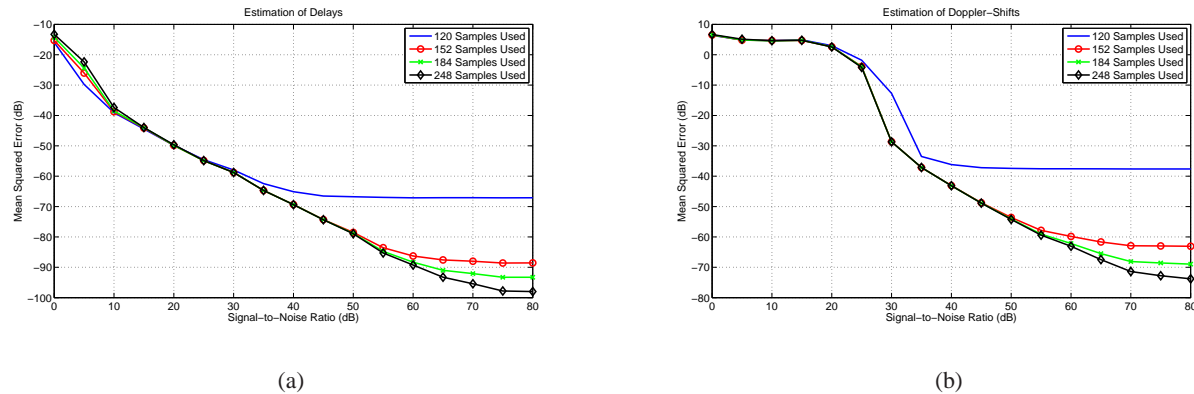 Estimation of Delays
−10
−20
−30
−40
−50
−60
−70
−80
−90
−100
0 10 20 30 40 50 60 70 80
Mean Squared Error (dB)
Signal−to−Noise Ratio (dB)
120 Samples Used
152 Samples Used
184 Samples Used
248 Samples Used
(a)
Estimation of Doppler−Shifts
20
10
0
−10
−20
−30
−40
−50
−60
−70
−80
0 10 20 30 40 50 60 70 80
Mean Squared Error (dB)
Signal−to−Noise Ratio (dB)
120 Samples Used
152 Samples Used
184 Samples Used
248 Samples Used
(b)